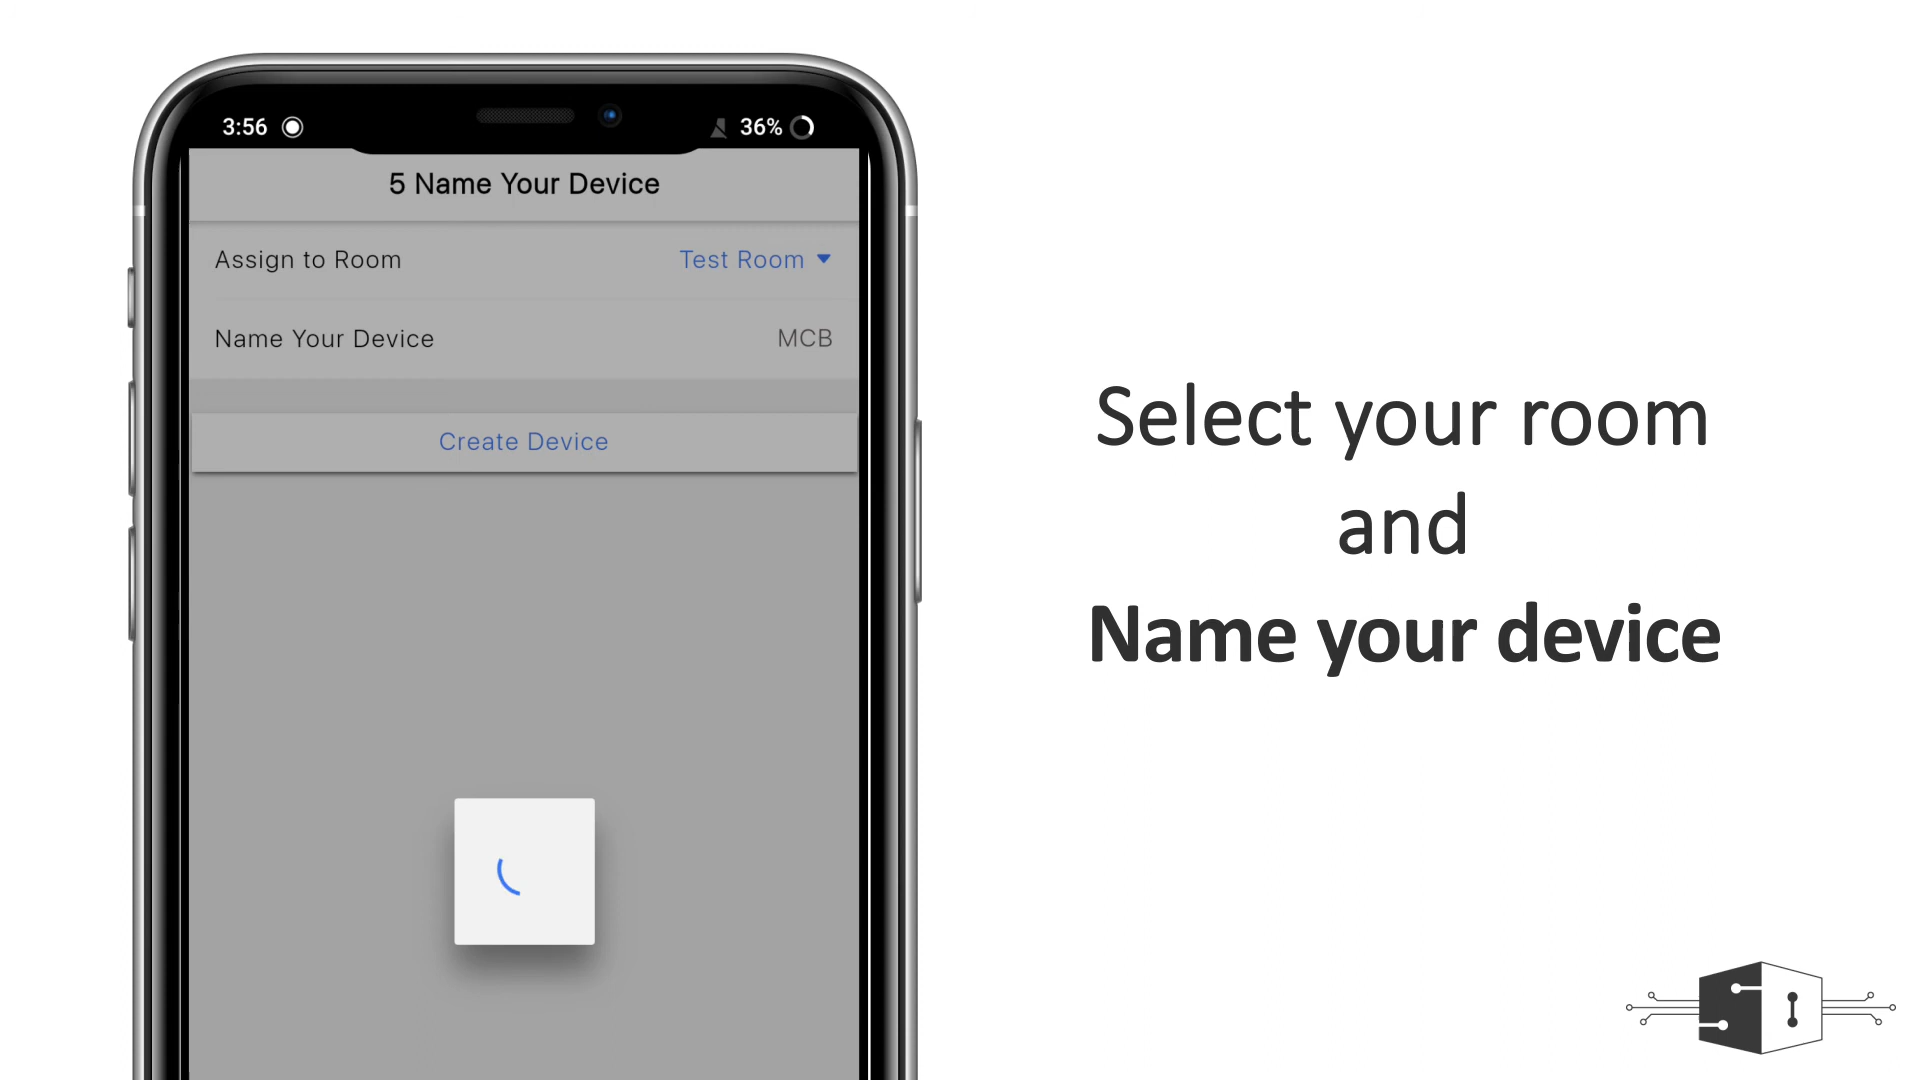 3:56 36%
5 Name Your Device
Assign to Room Test Room
Name Your Device MCB
Create Device
Select your room
and
Name your device